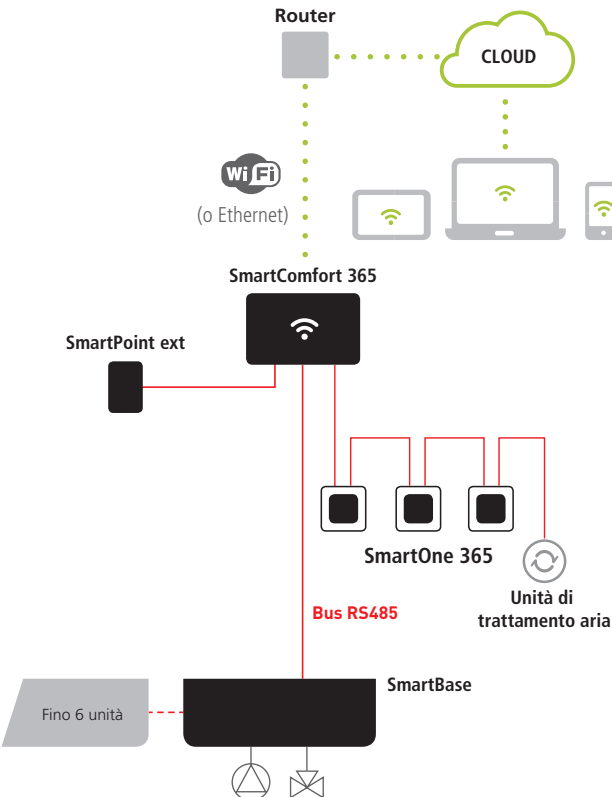 Router
CLOUD
WiFi
(o Ethernet)
SmartComfort 365
SmartPoint ext
SmartOne 365
Unità di
trattamento aria
Bus RS485
SmartBase
Fino 6 unità